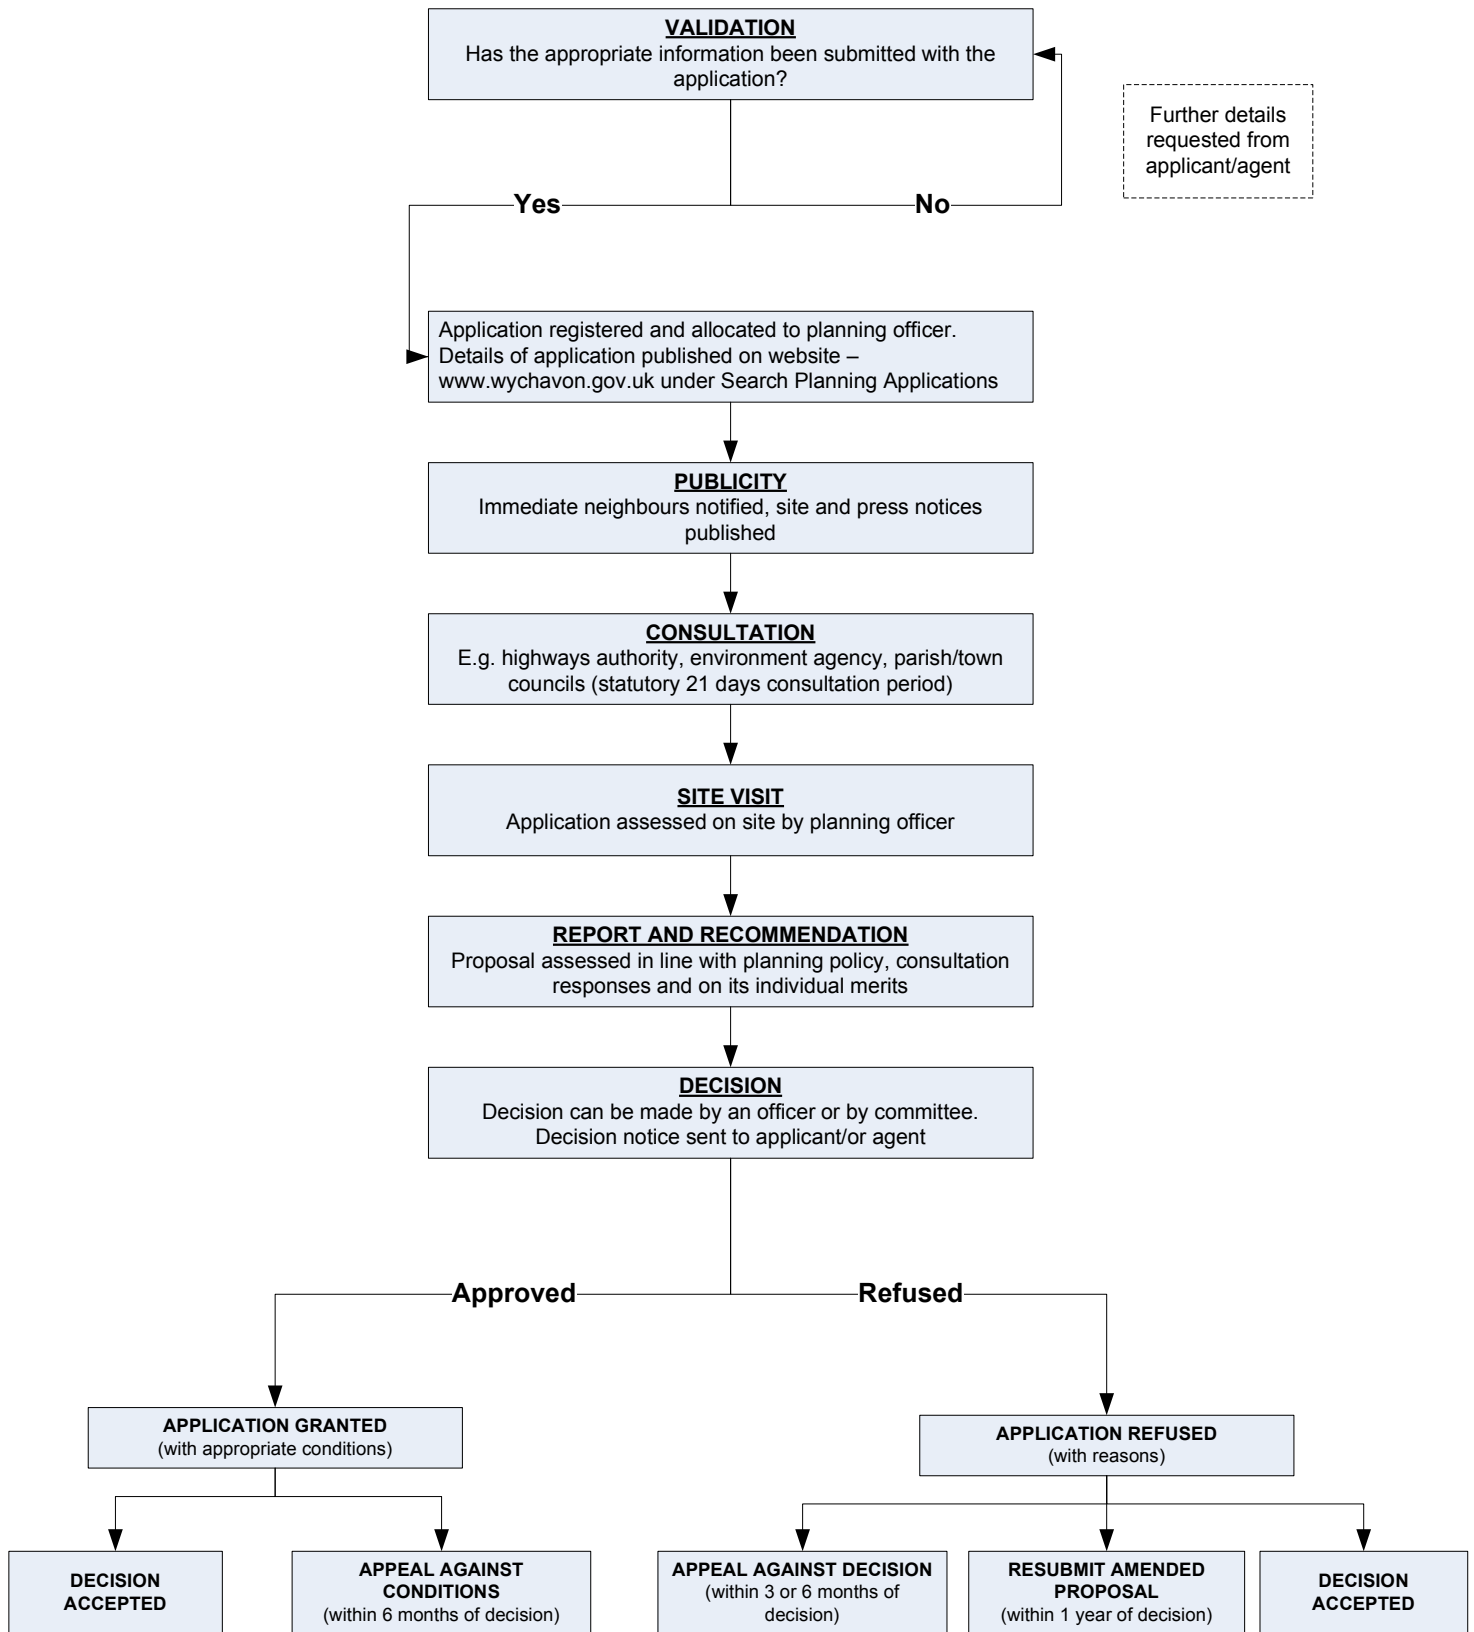 VALIDATION
Has the appropriate information been submitted with the
application?
Further details
requested from
applicant/agent
Yes
No
Application registered and allocated to planning officer.
Details of application published on website –
www.wychavon.gov.uk under Search Planning Applications
PUBLICITY
Immediate neighbours notified, site and press notices
published
CONSULTATION
E.g. highways authority, environment agency, parish/town
councils (statutory 21 days consultation period)
SITE VISIT
Application assessed on site by planning officer
REPORT AND RECOMMENDATION
Proposal assessed in line with planning policy, consultation
responses and on its individual merits
DECISION
Decision can be made by an officer or by committee.
Decision notice sent to applicant/or agent
Approved
Refused
APPLICATION GRANTED
(with appropriate conditions)
APPLICATION REFUSED
(with reasons)
DECISION
ACCEPTED
APPEAL AGAINST
CONDITIONS
(within 6 months of decision)
APPEAL AGAINST DECISION
(within 3 or 6 months of
decision)
RESUBMIT AMENDED
PROPOSAL
(within 1 year of decision)
DECISION
ACCEPTED